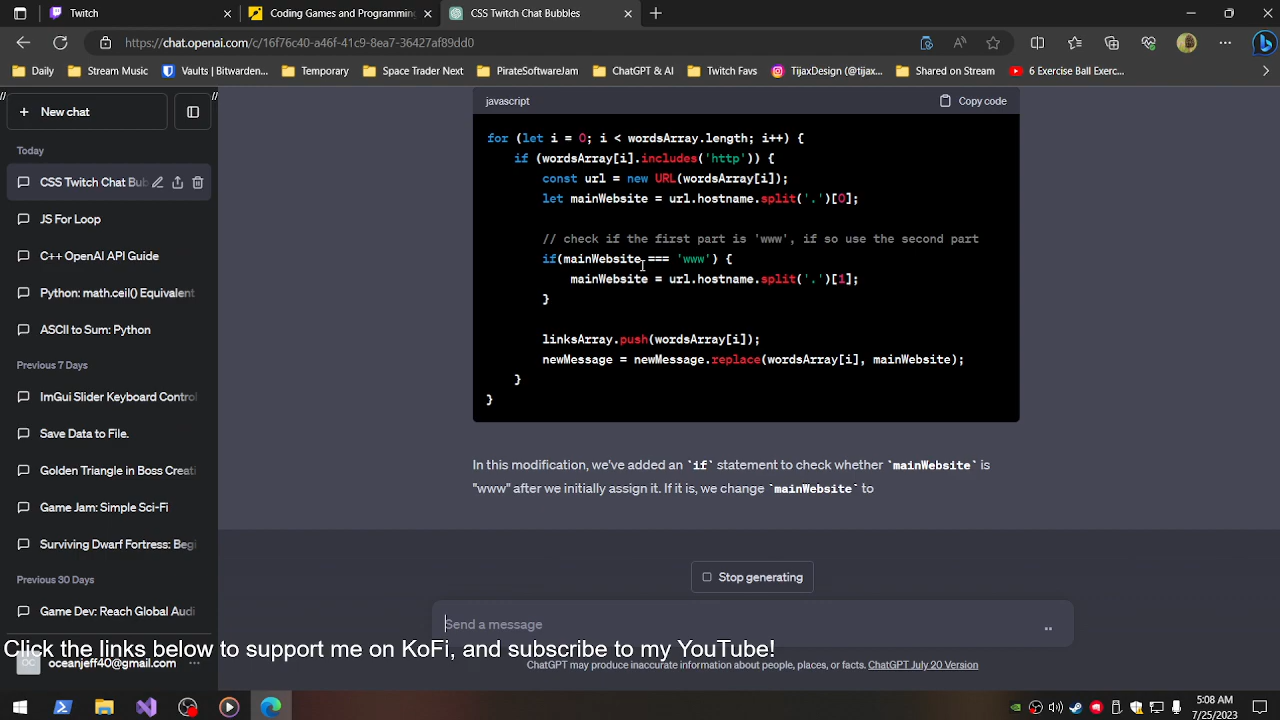 Twitch
Coding Games and Programming
CSS Twitch Chat Bubbles
https://chat.openai.com/c/16f76c40-a46f-41c9-8ea7-36427af89dd0
Daily
Stream Music
Vaults | Bitwarden...
Temporary
Space Trader Next
PirateSoftwareJam
ChatGPT & AI
Twitch Favs
TijaxDesign (@tijax...
Shared on Stream
6 Exercise Ball Exerc...
//
//
New chat
Today
CSS Twitch Chat Bub
JS For Loop
C++ OpenAI API Guide
Python: math.ceil() Equivalent
ASCII to Sum: Python
Previous 7 Days
ImGui Slider Keyboard Control
Save Data to File.
Golden Triangle in Boss Creati
Game Jam: Simple Sci-Fi
Surviving Dwarf Fortress: Begi
Previous 30 Days
Game Dev: Reach Global Audi
OC
oceanjeff40@gmail.com
javascript
Copy code
for (let i = 0; i < wordsArray.length; i++) {
if (wordsArray[i].includes('http')) {
const url = new URL(wordsArray[i]);
let mainWebsite = url.hostname.split('.')[0];
// check if the first part is 'www', if so use the second part
if(mainWebsite === 'www') {
mainWebsite = url.hostname.split('.')[1];
}
linksArray.push(wordsArray[i]);
newMessage = newMessage.replace(wordsArray[i], mainWebsite);
}
}
In this modification, we've added an `if` statement to check whether `mainWebsite` is
"www" after we initially assign it. If it is, we change `mainWebsite` to
Stop generating
Send a message
Click the links below to support me on KoFi, and subscribe to my YouTube!
ChatGPT may produce inaccurate information about people, places, or facts. ChatGPT July 20 Version
5:08 AM
7/25/2023